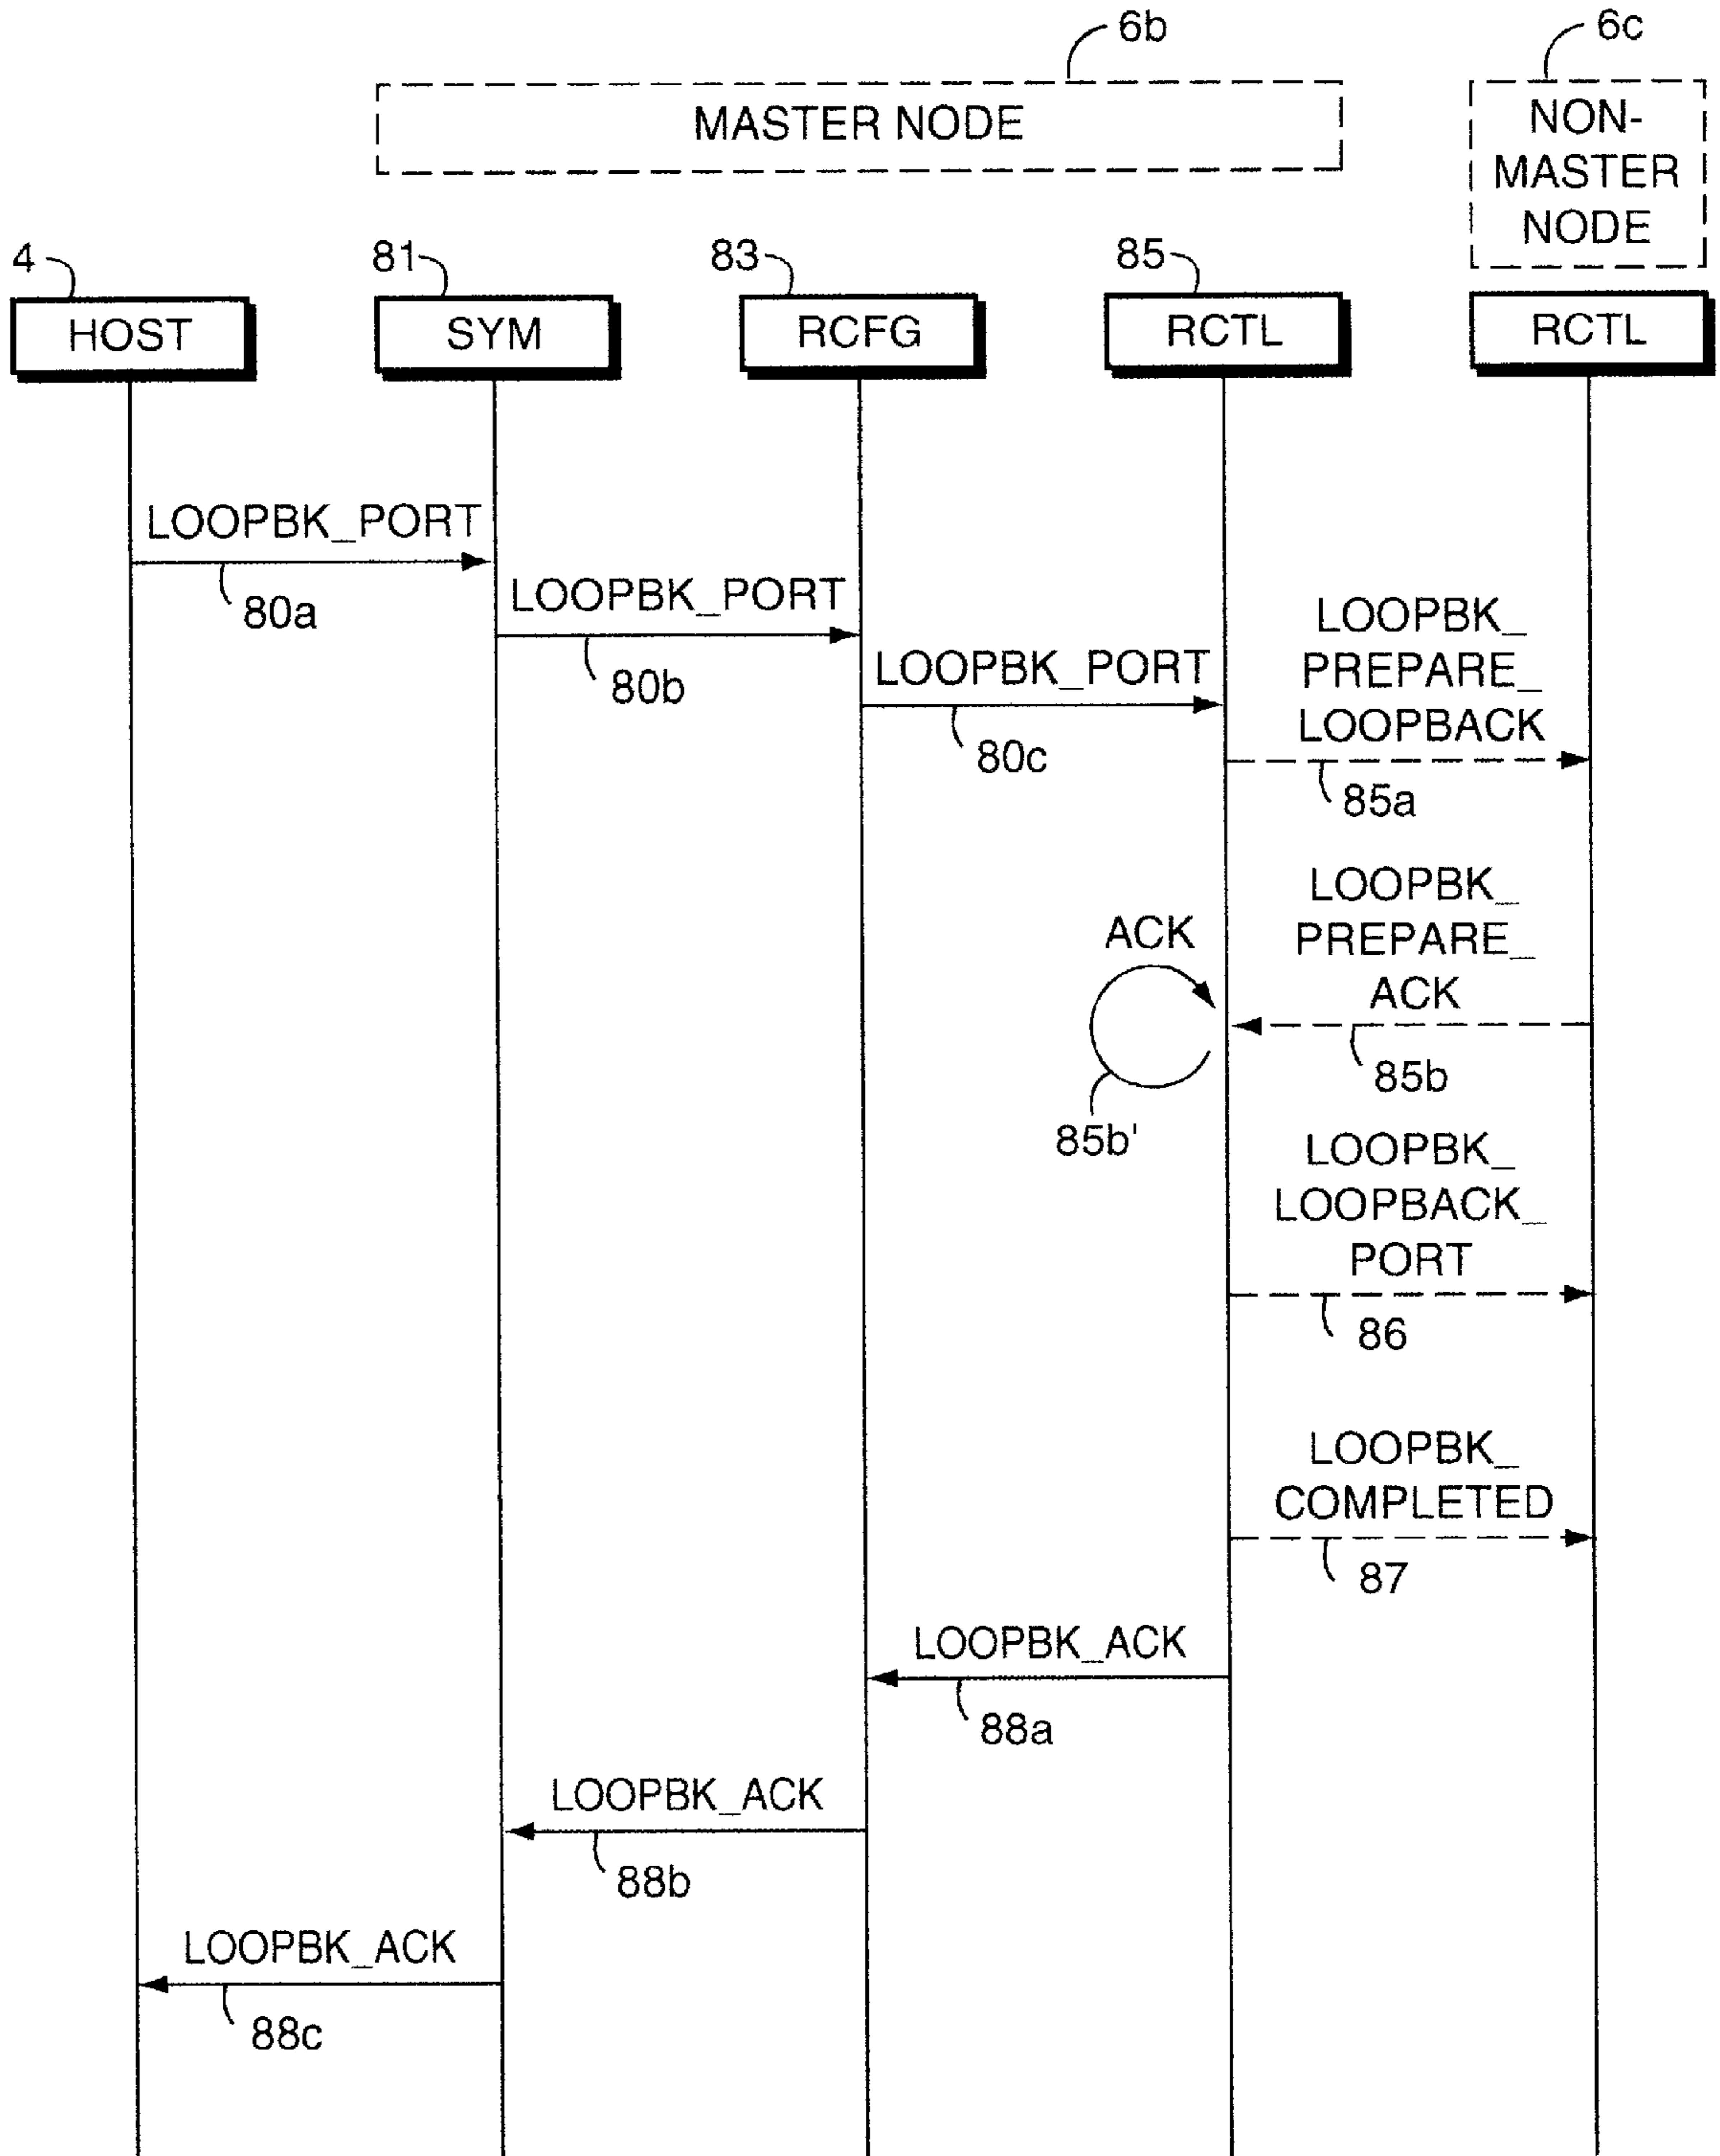 6b
6c
MASTER NODE
NON-
MASTER
NODE
4
81
83
85
HOST
SYM
RCFG
RCTL
RCTL
LOOPBK_PORT
80a
LOOPBK_PORT
80b
LOOPBK_PORT
80c
LOOPBK_
PREPARE_
LOOPBACK
85a
LOOPBK_
PREPARE_
ACK
85b
ACK
85b'
LOOPBK_
LOOPBACK_
PORT
86
LOOPBK_
COMPLETED
87
LOOPBK_ACK
88a
LOOPBK_ACK
88b
LOOPBK_ACK
88c